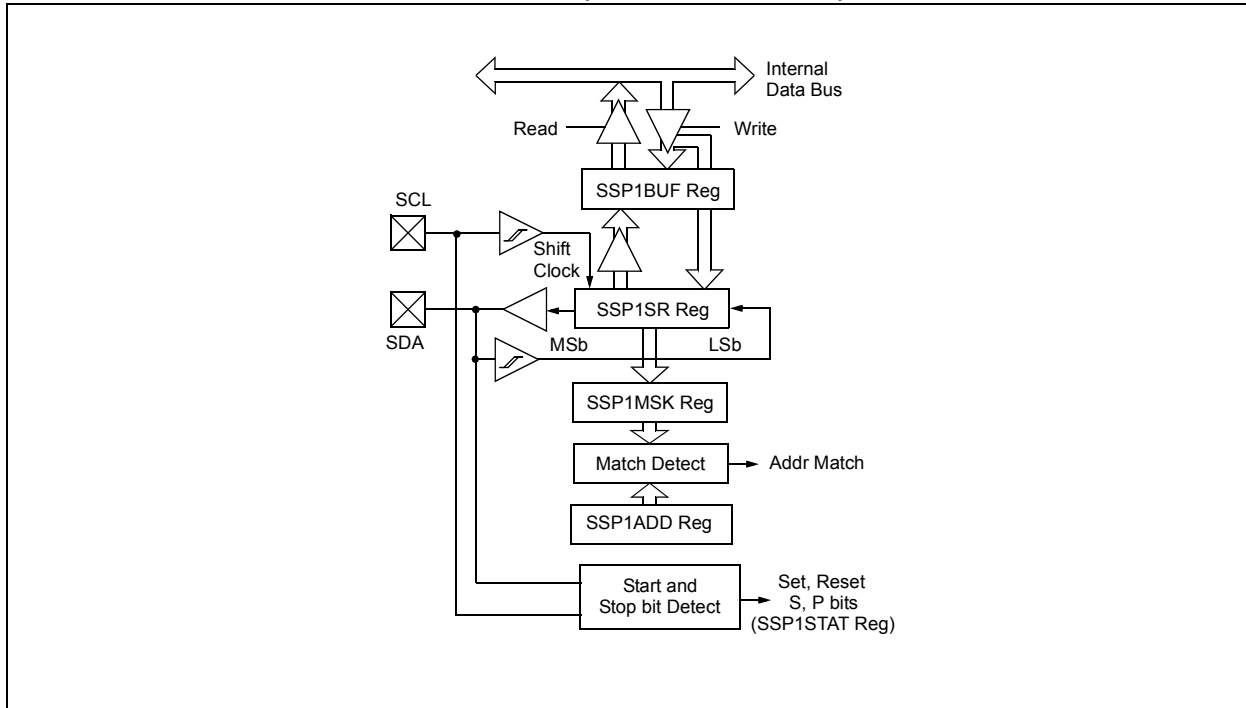 Internal
Data Bus
Read
Write
SSP1BUF Reg
SCL
Shift
Clock
SSP1SR Reg
SDA
MSb
LSb
SSP1MSK Reg
Match Detect
Addr Match
SSP1ADD Reg
Start and
Stop bit Detect
Set, Reset
S, P bits
(SSP1STAT Reg)